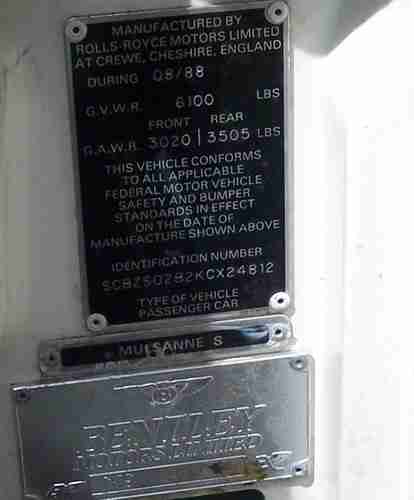 MANUFACTURED BY
ROLLS-ROYCE MOTORS LIMITED
AT CREWE, CHESHIRE, ENGLAND
DURING 08/88
G.V.W.R. 6100 LBS
FRONT REAR
G.A.W.R. 3020 | 3505 LBS
THIS VEHICLE CONFORMS
TO ALL APPLICABLE
FEDERAL MOTOR VEHICLE
SAFETY AND BUMPER
STANDARDS IN EFFECT
ON THE DATE OF
MANUFACTURE SHOWN ABOVE
IDENTIFICATION NUMBER
SCBZS02B2KCX24812
TYPE OF VEHICLE
PASSENGER CAR
MULSANNE S
B
BENTLEY
MOTORS LIMITED